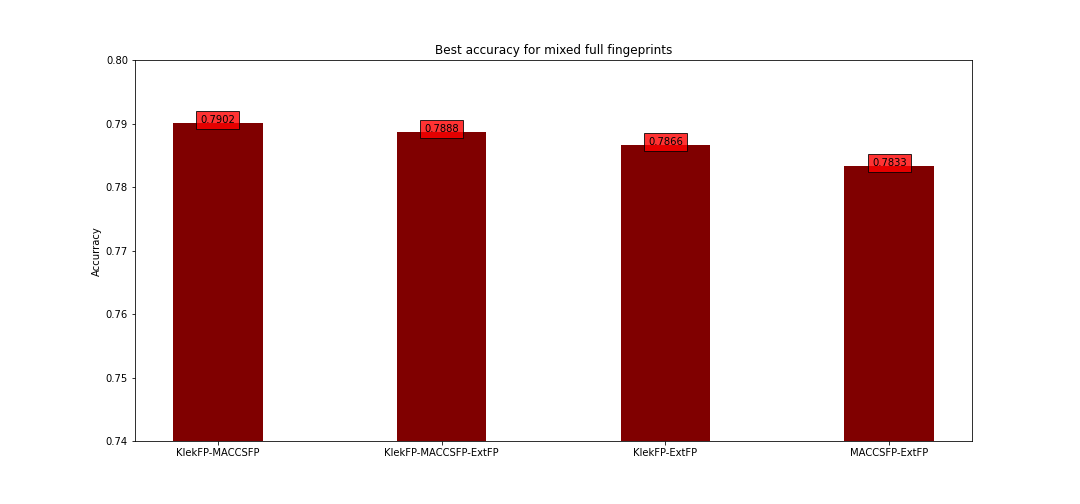 Best accuracy for mixed full fingeprints
0.80
0.79
0.78
0.77
0.76
0.75
0.74
Accurracy
0.7902
0.7888
0.7866
0.7833
KlekFP-MACCSFP
KlekFP-MACCSFP-ExtFP
KlekFP-ExtFP
MACCSFP-ExtFP